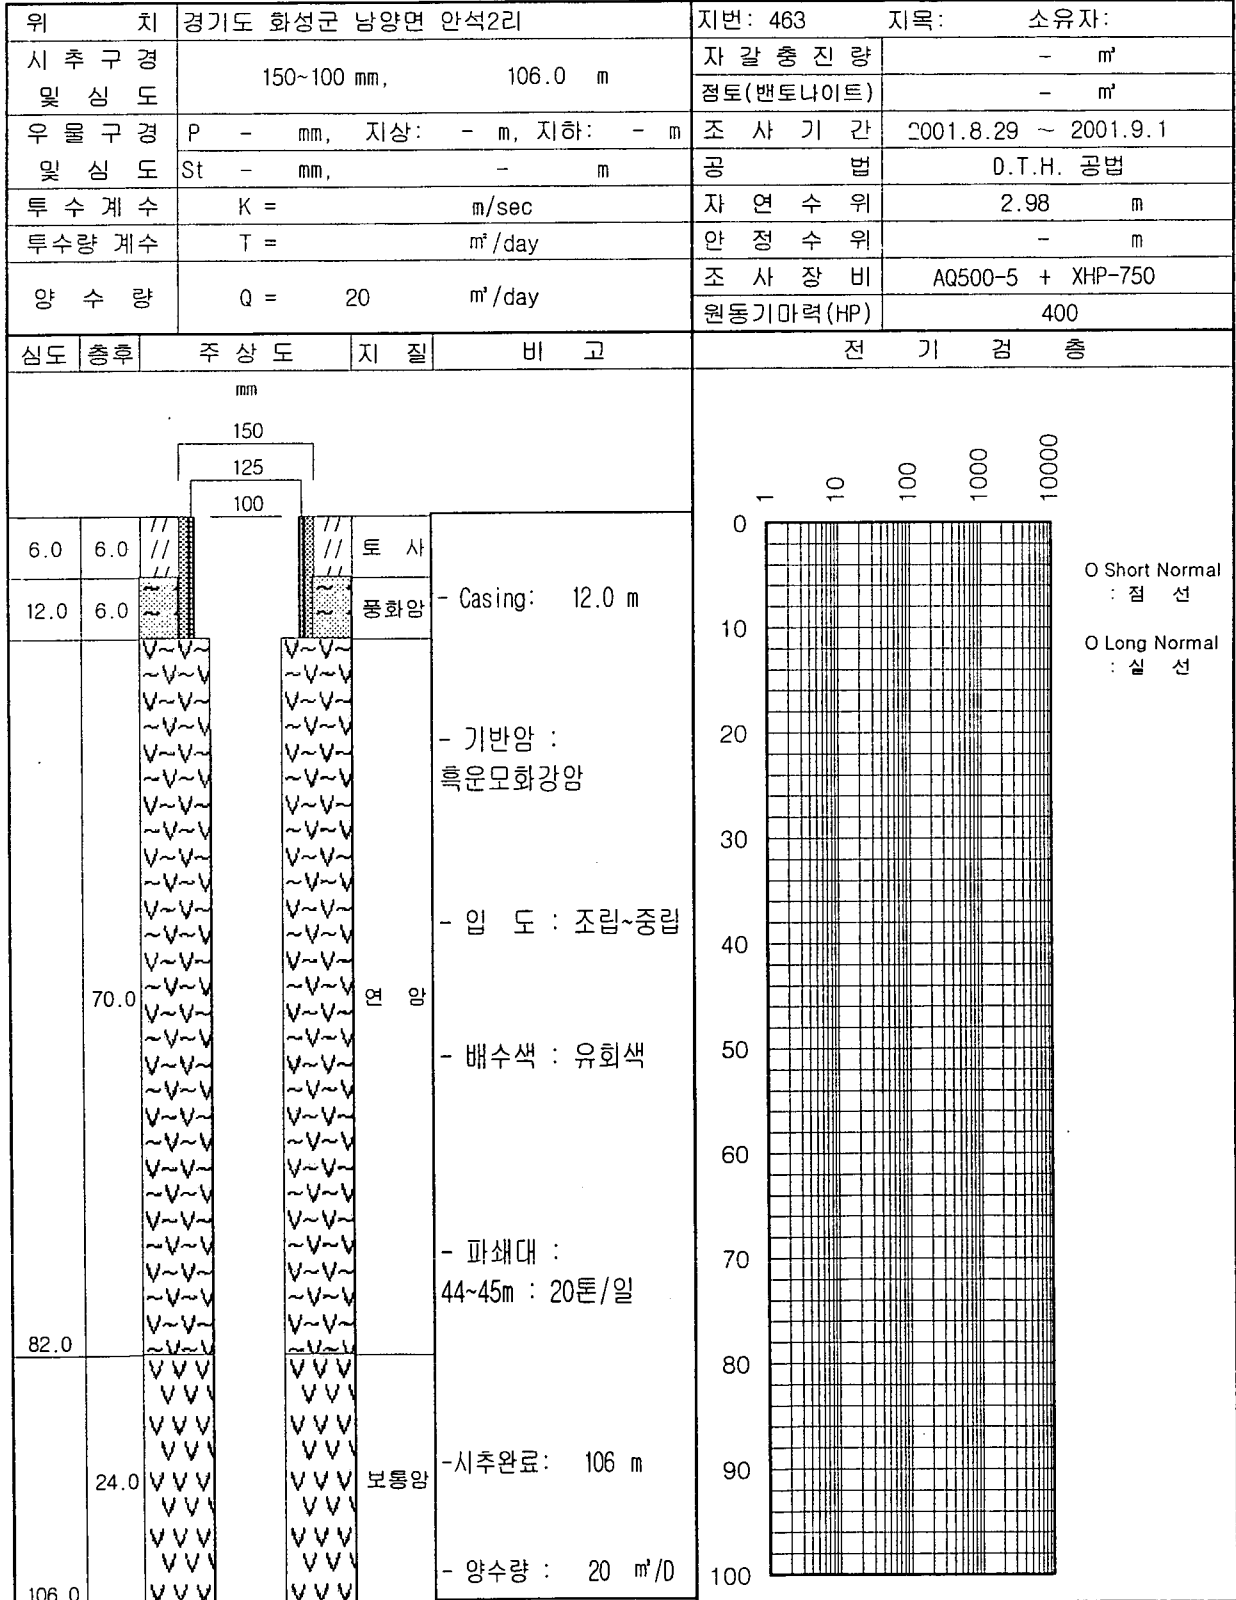 위 치 경기도 화성군 남양면 안석2리 지번: 463 지목: 소유자:
시 추 구 경 및 심 도 150~100 mm, 106.0 m 자 갈 충 진 량 - ㎥
점토(밴토나이트) - ㎥
우 물 구 경 및 심 도 P - mm, 지상: - m, 지하: - m 조 사 기 간 2001.8.29 ~ 2001.9.1
St - mm, - m 공 법 D.T.H. 공법
투 수 계 수 K = m/sec 자 연 수 위 2.98 m
투수량 계수 T = ㎡/day 안 정 수 위 - m
양 수 량 Q = 20 ㎥/day 조 사 장 비 AQ500-5 + XHP-750
원동기마력(HP) 400
심도 층후 주 상 도 지 질 비 고 전 기 검 층
mm
150
125
100
6.0 6.0 토 사
12.0 6.0 풍화암
- Casing: 12.0 m
- 기반암 :
흑운모화강암
- 입 도 : 조립~중립
70.0 연 암
- 배수색 : 유회색
- 파쇄대 :
44~45m : 20톤/일
82.0
-시추완료: 106 m
24.0 보통암
- 양수량 : 20 ㎥/D
106.0
1 10 100 1000 10000
0
10
20
30
40
50
60
70
80
90
100
O Short Normal
: 점 선
O Long Normal
: 실 선